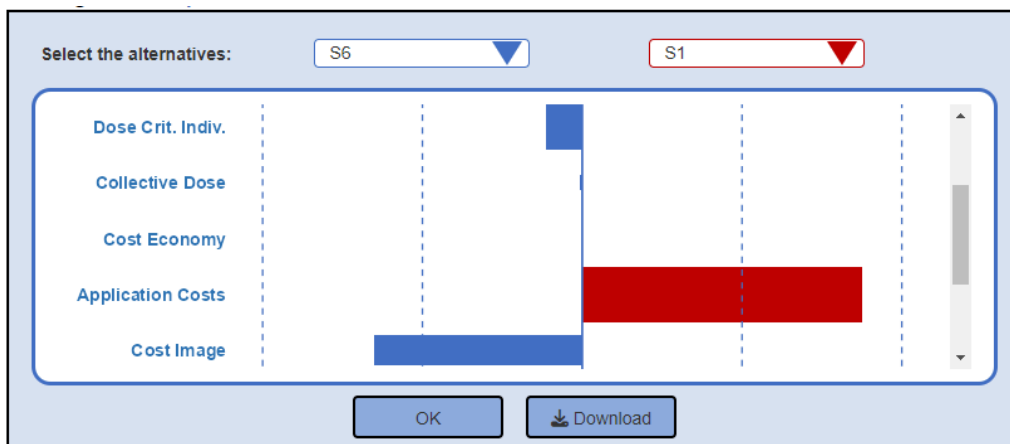 Select the alternatives:
S6
S1
Dose Crit. Indiv.
Collective Dose
Cost Economy
Application Costs
Cost Image
OK
Download